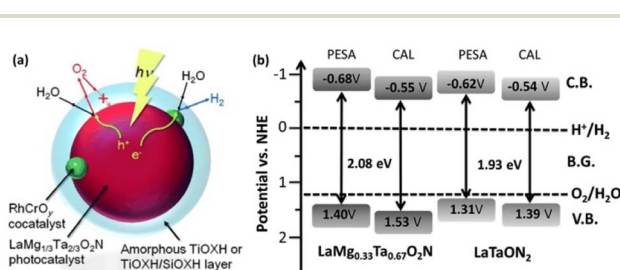 (a)
O₂
hν
H₂O
H₂O
H₂
h⁺
e⁻
RhCrOy
cocatalyst
LaMg1/3Ta2/3O₂N
photocatalyst
Amorphous TiOXH or
TiOXH/SiOXH layer
(b)
PESA CAL PESA CAL
Potential vs. NHE
-1
0
1
2
-0.68V -0.55 V -0.62V -0.54 V C.B.
H⁺/H₂
2.08 eV 1.93 eV B.G.
O₂/H₂O
1.40V 1.53 V 1.31V 1.39 V V.B.
LaMg₀.₃₃Ta₀.₆₇O₂N LaTaON₂